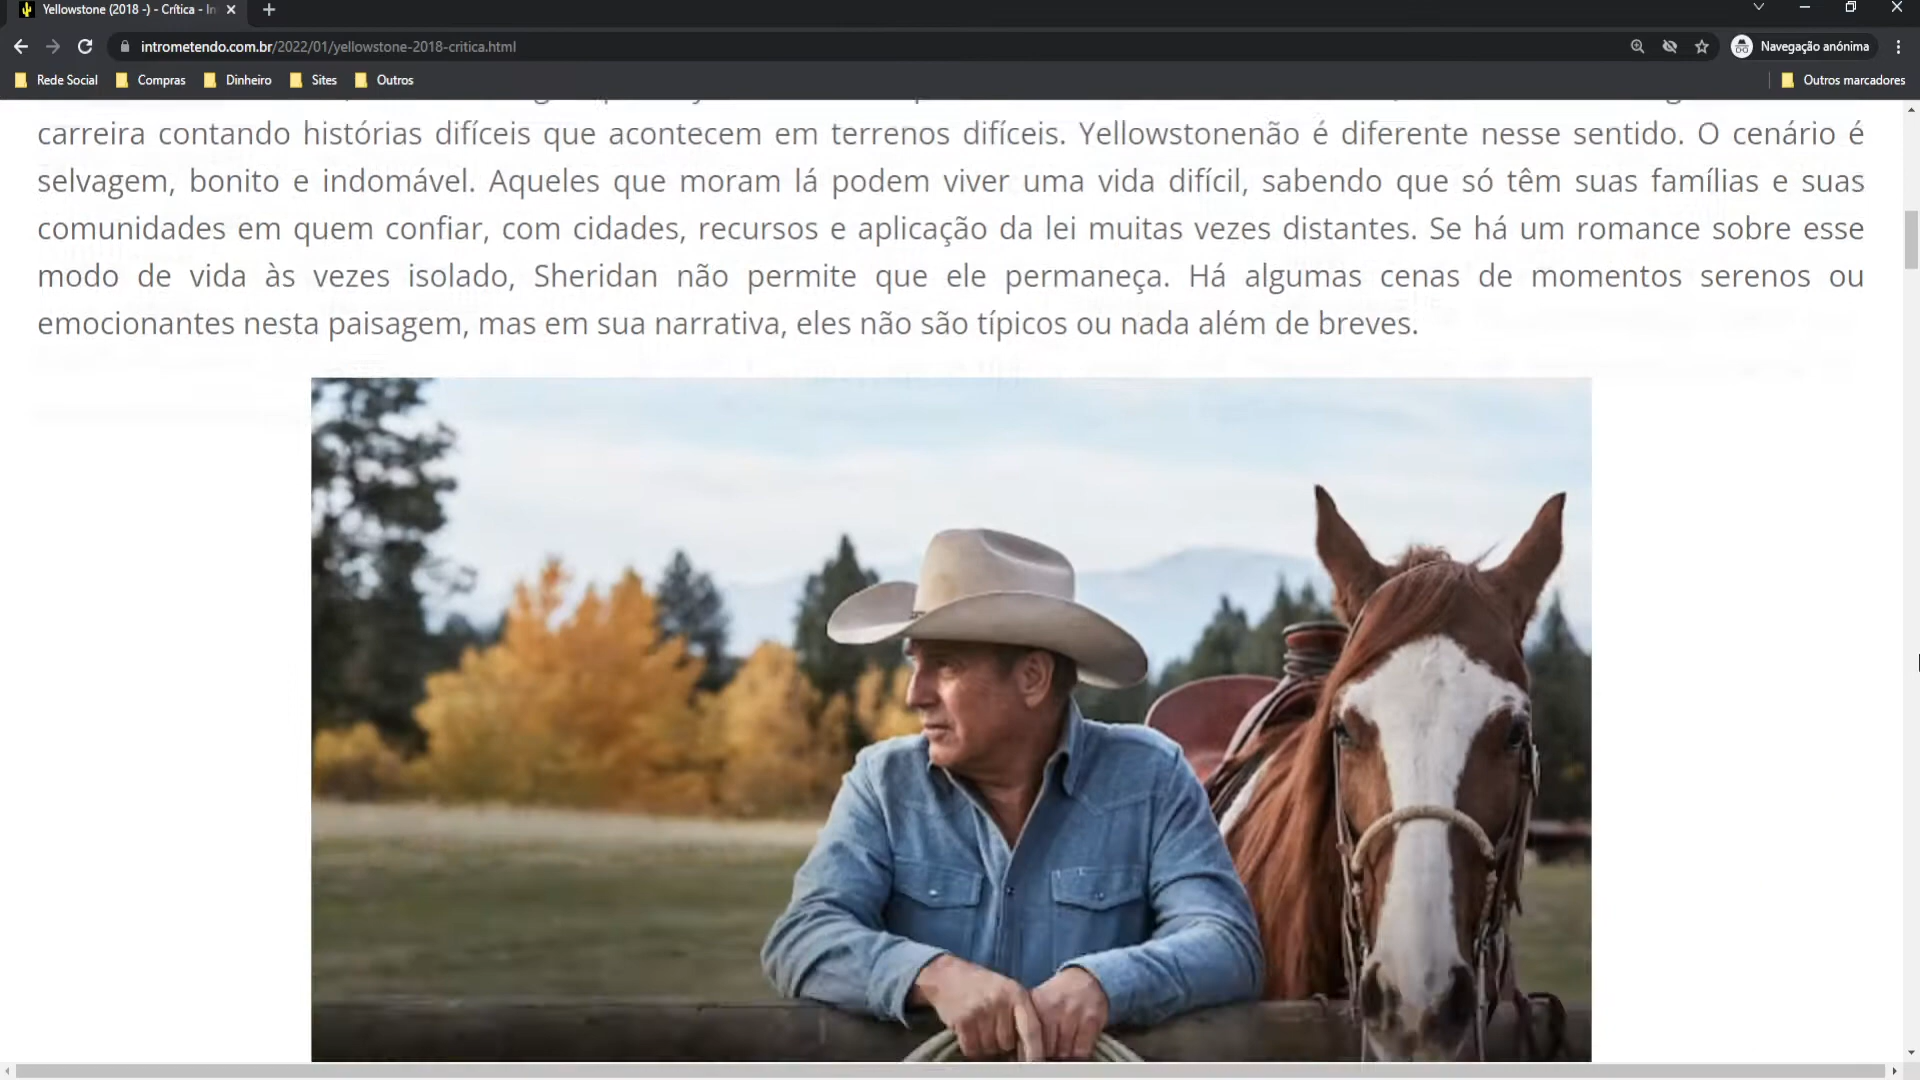 Yellowstone (2018 -) - Crítica - In
intrometendo.com.br/2022/01/yellowstone-2018-critica.html
Navegação anónima
Rede Social
Compras
Dinheiro
Sites
Outros
Outros marcadores
carreira contando histórias difíceis que acontecem em terrenos difíceis. Yellowstonenão é diferente nesse sentido. O cenário é
selvagem, bonito e indomável. Aqueles que moram lá podem viver uma vida difícil, sabendo que só têm suas famílias e suas
comunidades em quem confiar, com cidades, recursos e aplicação da lei muitas vezes distantes. Se há um romance sobre esse
modo de vida às vezes isolado, Sheridan não permite que ele permaneça. Há algumas cenas de momentos serenos ou
emocionantes nesta paisagem, mas em sua narrativa, eles não são típicos ou nada além de breves.